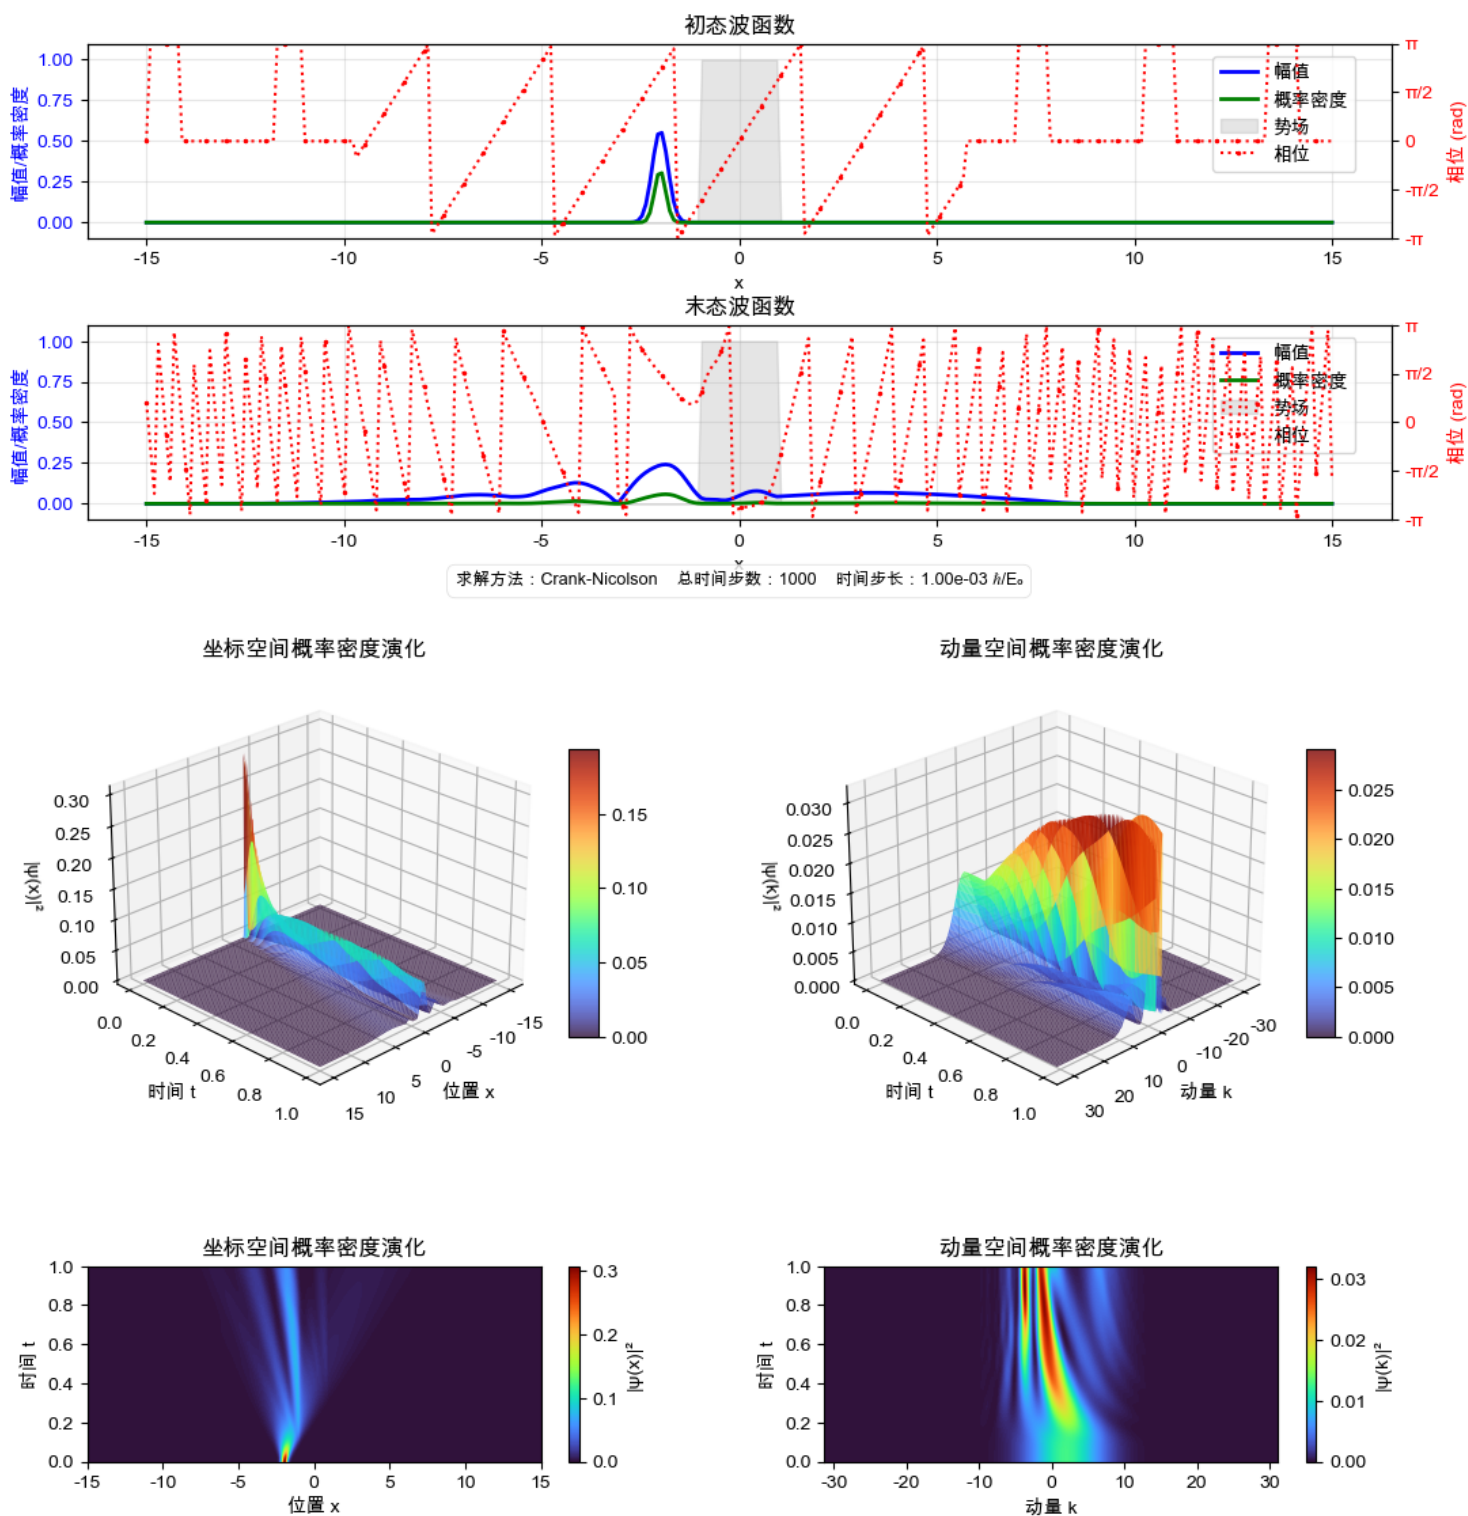 初态波函数
1.00
0.75
0.50
0.25
0.00
幅值/概率密度
π
π/2
0
-π/2
-π
相位 (rad)
幅值
概率密度
势场
相位
-15 -10 -5 0 5 10 15
x
末态波函数
1.00
0.75
0.50
0.25
0.00
幅值/概率密度
π
π/2
0
-π/2
-π
相位 (rad)
幅值
概率密度
势场
相位
-15 -10 -5 0 5 10 15
x
求解方法：Crank-Nicolson 总时间步数：1000 时间步长：1.00e-03 ℏ/E₀
坐标空间概率密度演化
0.30
0.25
0.20
0.15
0.10
0.05
0.00
|ψ(x)|²
0.0 0.2 0.4 0.6 0.8 1.0
时间 t
15 10 5 0 -5 -10 -15
位置 x
0.15
0.10
0.05
0.00
动量空间概率密度演化
0.030
0.025
0.020
0.015
0.010
0.005
0.000
|ψ(k)|²
0.0 0.2 0.4 0.6 0.8 1.0
时间 t
30 20 10 0 -10 -20 -30
动量 k
0.025
0.020
0.015
0.010
0.005
0.000
坐标空间概率密度演化
1.0
0.8
0.6
0.4
0.2
0.0
时间 t
-15 -10 -5 0 5 10 15
位置 x
0.3
0.2
0.1
0.0
|ψ(x)|²
动量空间概率密度演化
1.0
0.8
0.6
0.4
0.2
0.0
时间 t
-30 -20 -10 0 10 20 30
动量 k
0.03
0.02
0.01
0.00
|ψ(k)|²